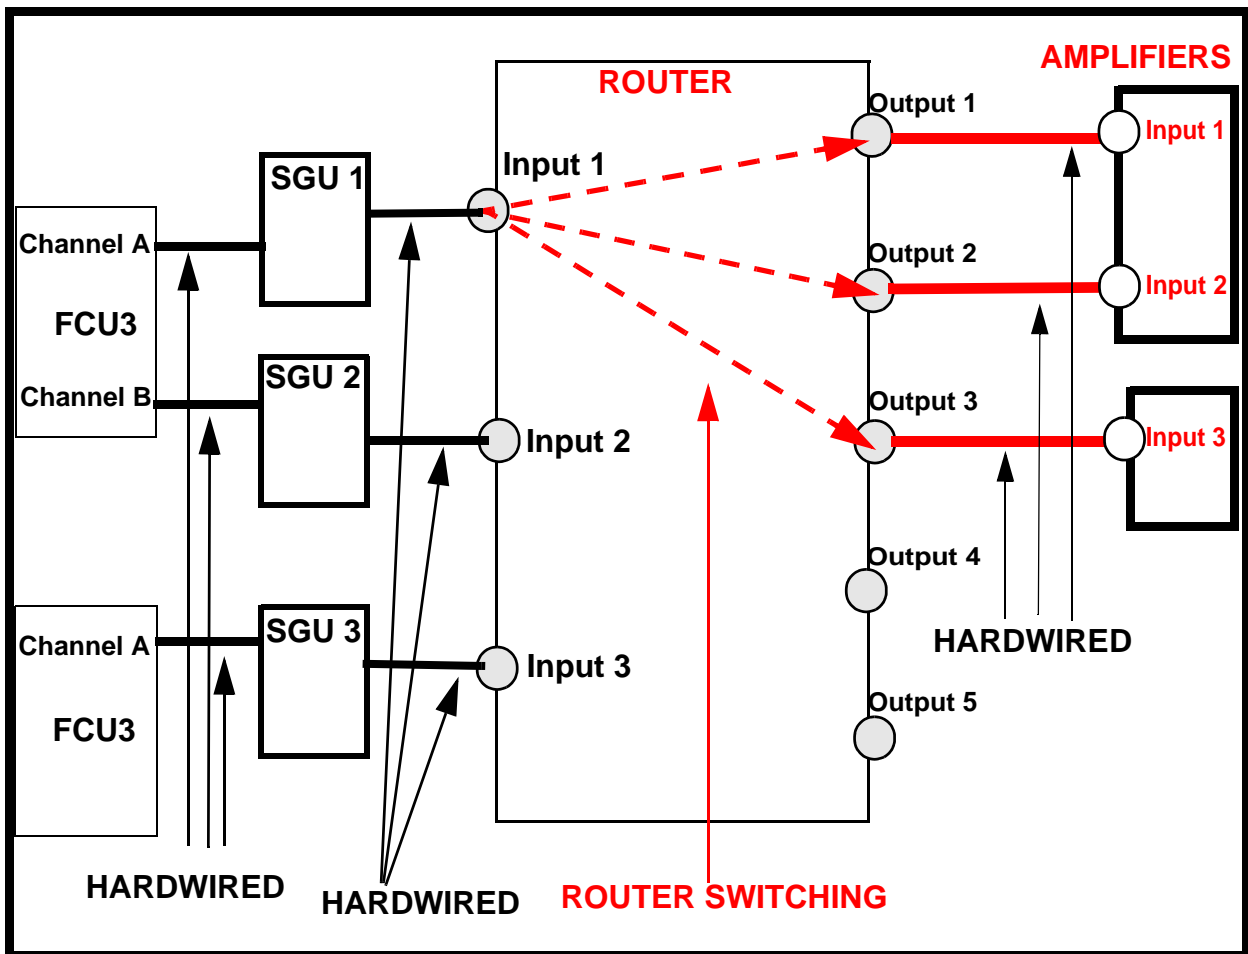 AMPLIFIERS
ROUTER
Output 1
Input 1
Input 1
SGU 1
Channel A
Output 2
Input 2
FCU3
SGU 2
Channel B
Output 3
Input 3
Input 2
Output 4
SGU 3
Channel A
HARDWIRED
Input 3
Output 5
FCU3
HARDWIRED
HARDWIRED
ROUTER SWITCHING